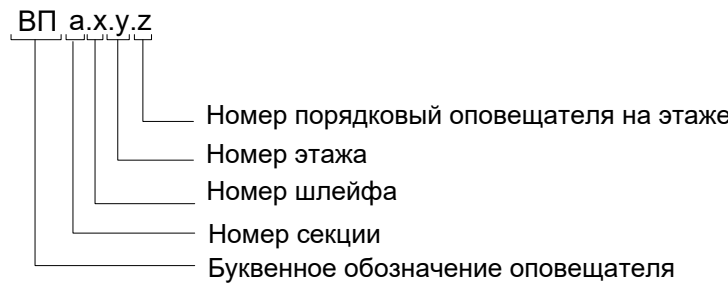 ВП а.х.у.z
Номер порядковый оповещателя на этаже
Номер этажа
Номер шлейфа
Номер секции
Буквенное обозначение оповещателя